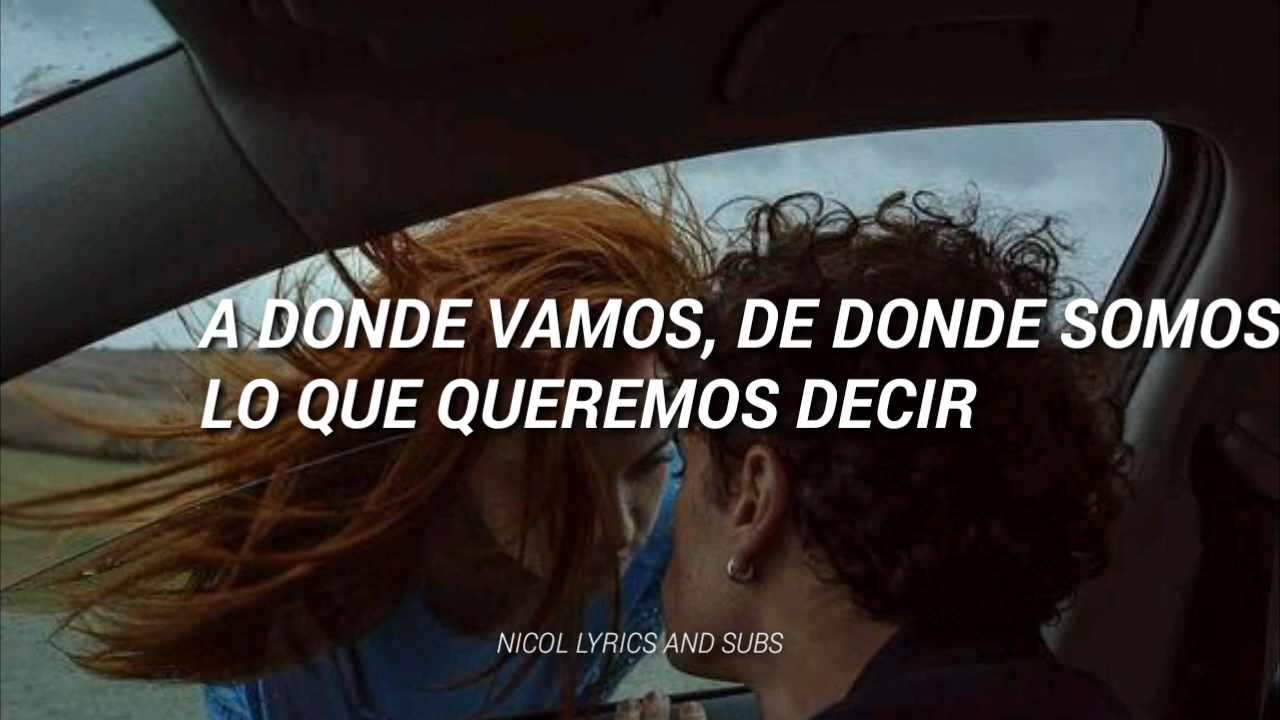 A DONDE VAMOS, DE DONDE SOMOS
LO QUE QUEREMOS DECIR
NICOL LYRICS AND SUBS